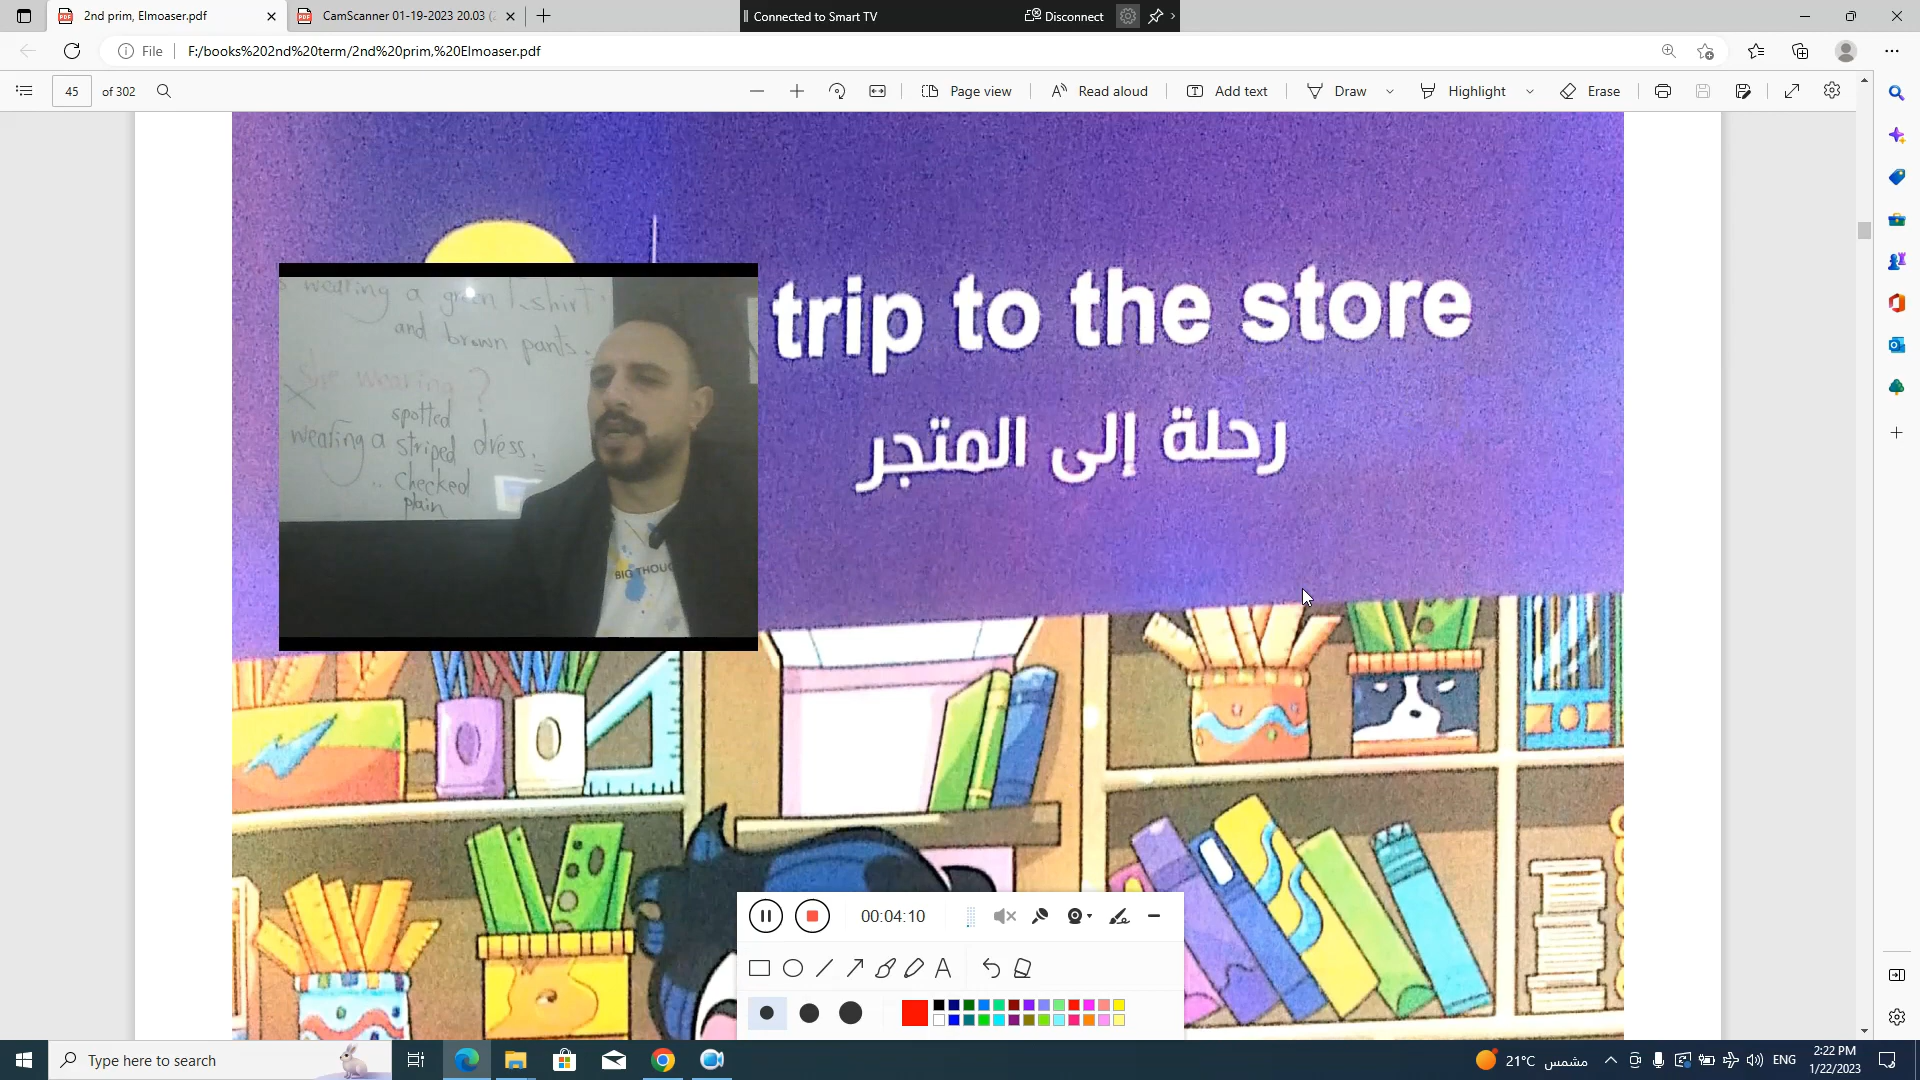 2nd prim, Elmoaser.pdf
CamScanner 01-19-2023 20.03 (
Connected to Smart TV
Disconnect
File
F:/books%202nd%20term/2nd%20prim,%20Elmoaser.pdf
45
of 302
Page view
Read aloud
Add text
Draw
Highlight
Erase
trip to the store
رحلة إلى المتجر
wearing a green T-shirt.
and brown pants.
She wearing?
spotted
wearing a striped dress.
checked
plain
BIG THOUG
00:04:10
A
Type here to search
21°C مشمس
ENG
2:22 PM
1/22/2023